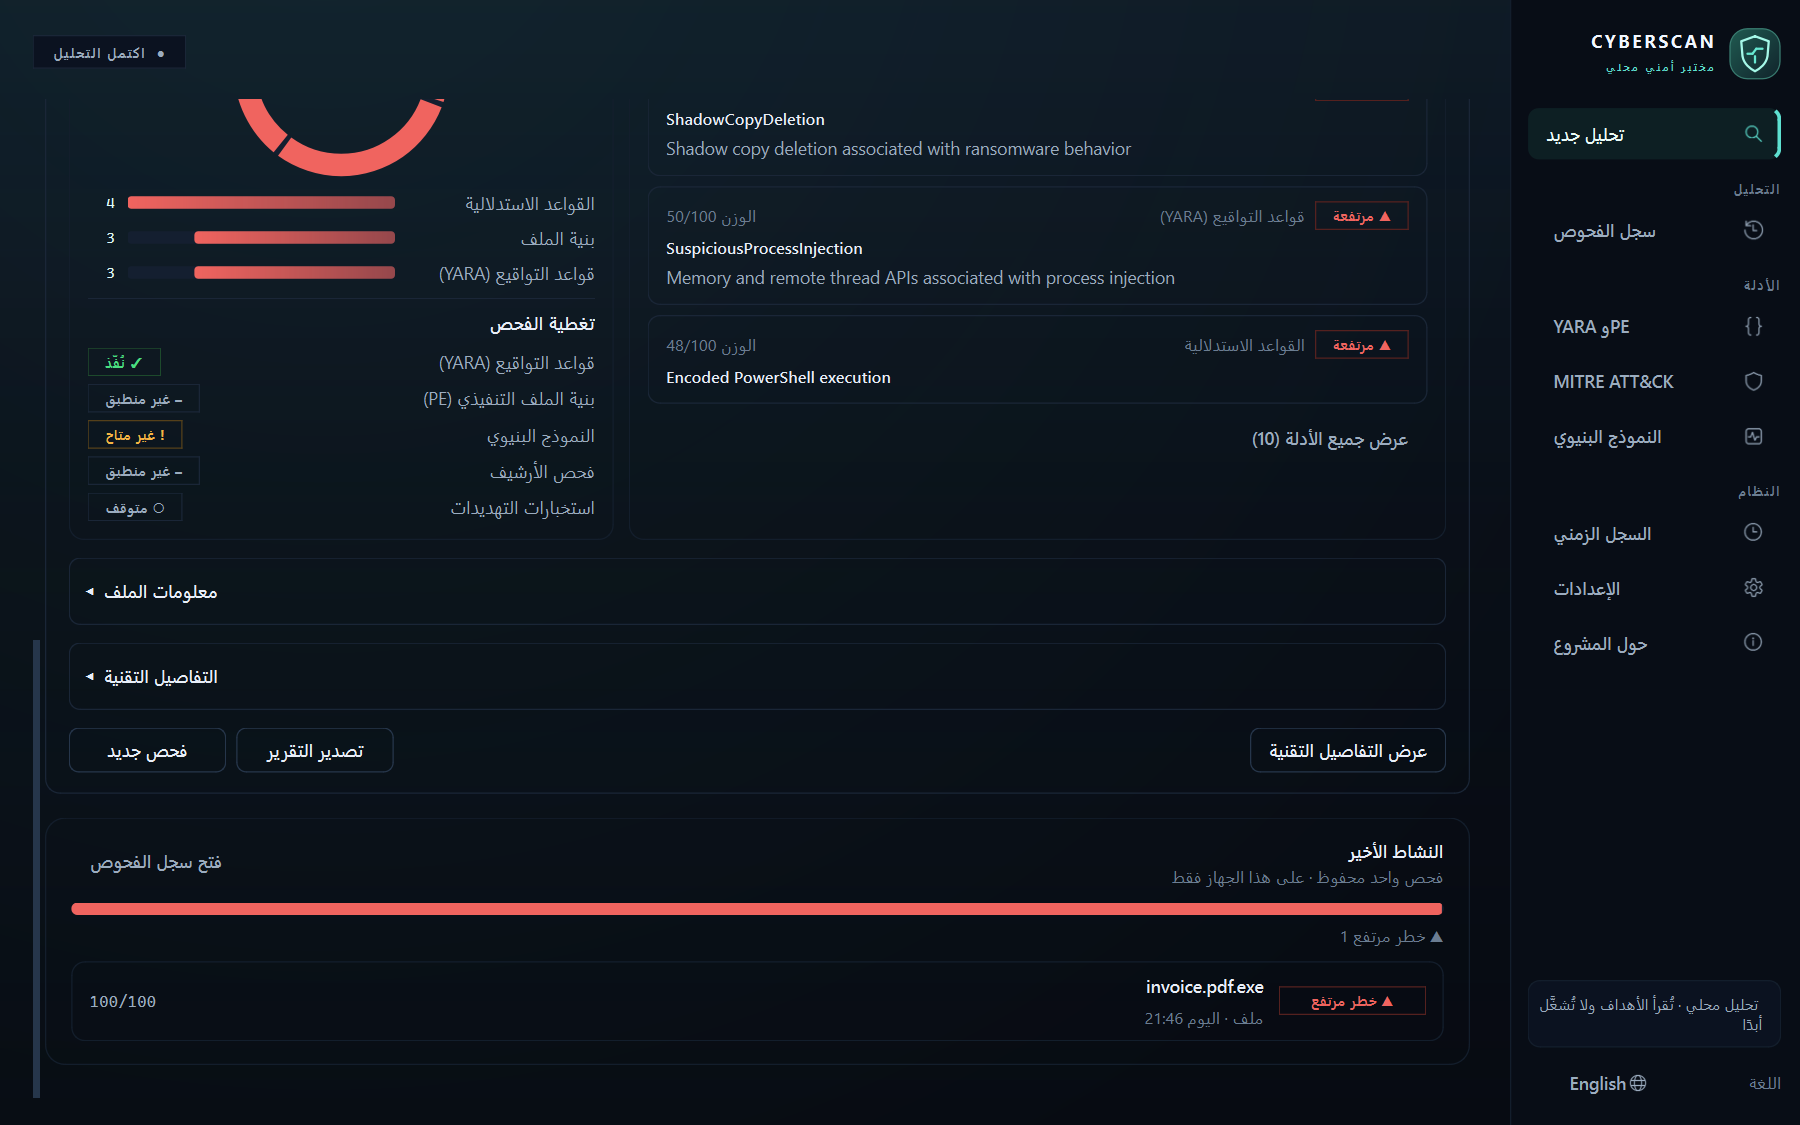 CYBERSCAN
مختبر أمني محلي
تحليل جديد
التحليل
سجل الفحوص
الأدلة
YARA وPE
MITRE ATT&CK
النموذج البنيوي
النظام
السجل الزمني
الإعدادات
حول المشروع
تحليل محلي · تُقرأ الأهداف ولا تُشغَّل
أبدًا
اللغة
English
اكتمل التحليل
ShadowCopyDeletion
Shadow copy deletion associated with ransomware behavior
▲ مرتفعة
قواعد التواقيع (YARA)
الوزن 50/100
SuspiciousProcessInjection
Memory and remote thread APIs associated with process injection
▲ مرتفعة
القواعد الاستدلالية
الوزن 48/100
Encoded PowerShell execution
عرض جميع الأدلة (10)
القواعد الاستدلالية 4
بنية الملف 3
قواعد التواقيع (YARA) 3
تغطية الفحص
قواعد التواقيع (YARA) ✓ نُفّذ
بنية الملف التنفيذي (PE) – غير منطبق
النموذج البنيوي ! غير متاح
فحص الأرشيف – غير منطبق
استخبارات التهديدات ○ متوقف
معلومات الملف
التفاصيل التقنية
عرض التفاصيل التقنية
تصدير التقرير
فحص جديد
النشاط الأخير
فحص واحد محفوظ · على هذا الجهاز فقط
فتح سجل الفحوص
▲ خطر مرتفع 1
▲ خطر مرتفع
invoice.pdf.exe
ملف · اليوم 21:46
100/100